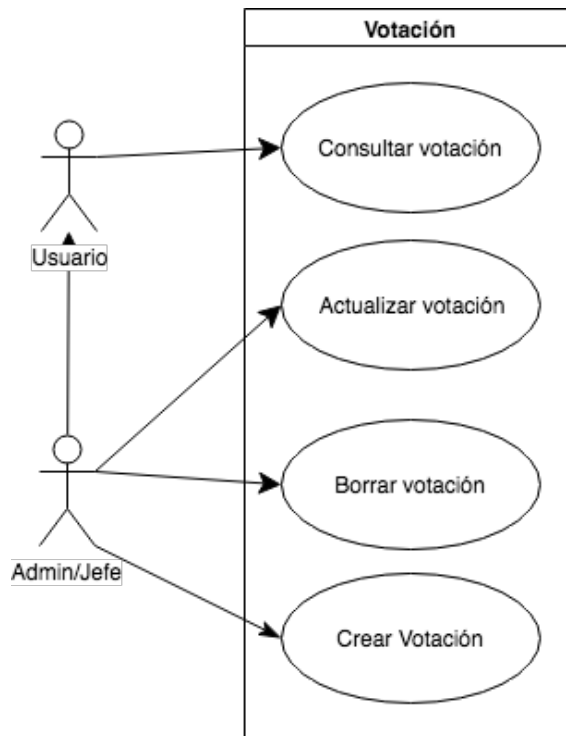 Votación
Consultar votación
Usuario
Actualizar votación
Borrar votación
Admin/Jefe
Crear Votación